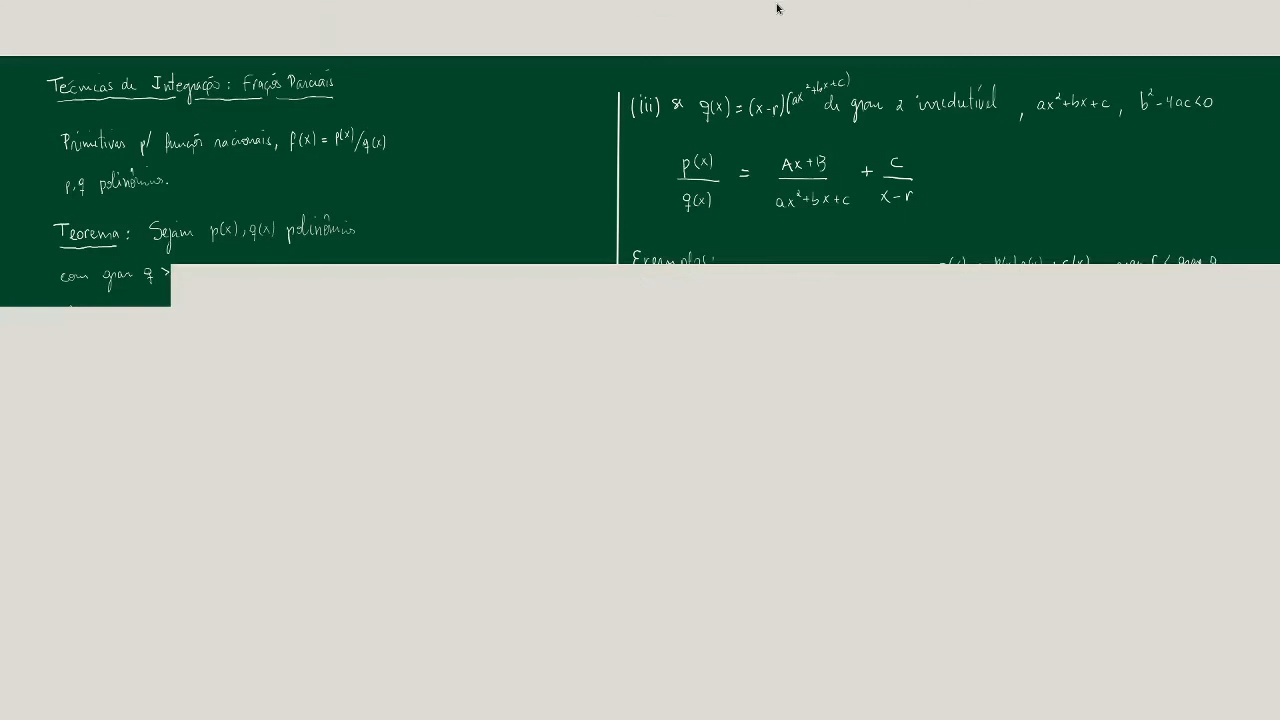 Técnicas de Integração: Frações Parciais
Primitivas p/ funções racionais, f(x) = p(x)/q(x)
p, q polinômios.
Teorema: Sejam p(x), q(x) polinômios
com grau q >
(iii) se q(x) = (x-r)(ax²+bx+c) de grau 2 irredutível, ax²+bx+c, b²-4ac<0
p(x)/q(x) = Ax+B/ax²+bx+c + C/x-r
Exemplos: